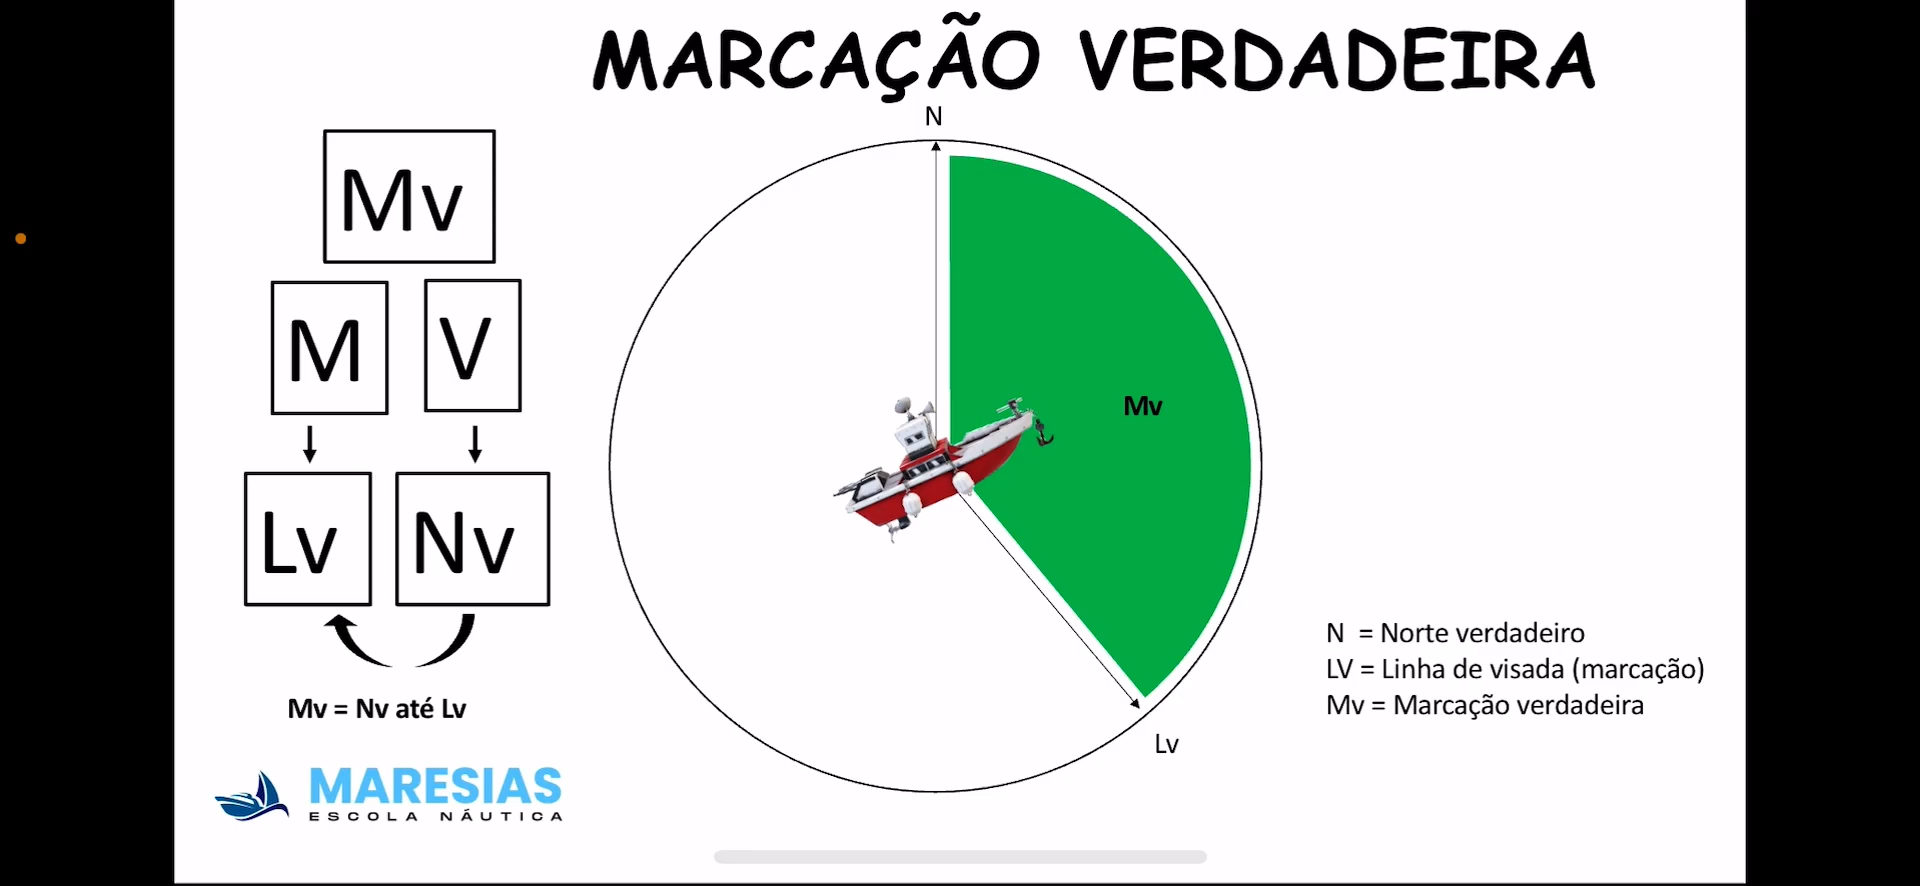 MARCAÇÃO VERDADEIRA
N
Mv
M V
Lv Nv
Mv = Nv até Lv
Mv
Lv
N = Norte verdadeiro
LV = Linha de visada (marcação)
Mv = Marcação verdadeira
MARESIAS
ESCOLA NÁUTICA